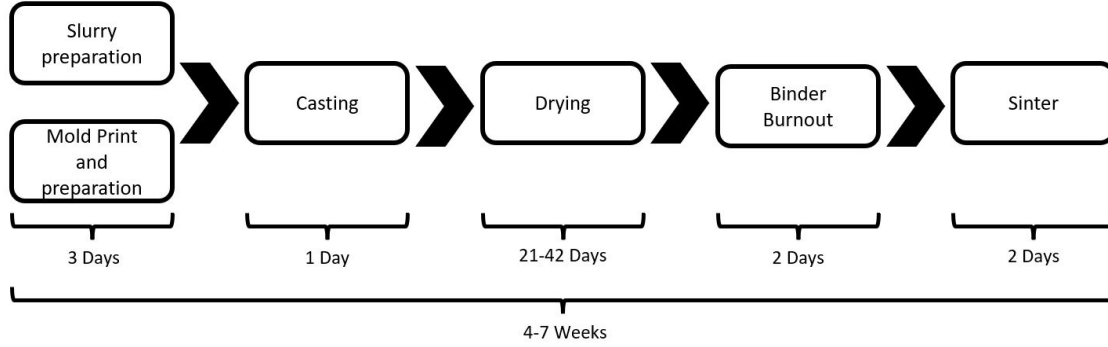 Slurry
preparation
Mold Print
and
preparation
Casting
Drying
Binder
Burnout
Sinter
3 Days
1 Day
21-42 Days
2 Days
2 Days
4-7 Weeks